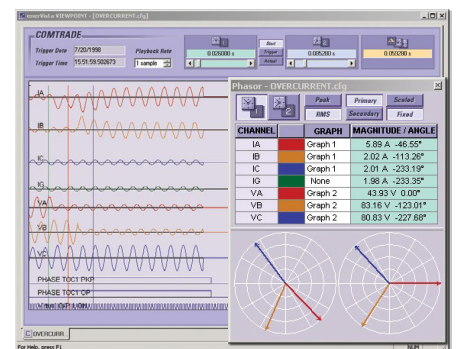 enerVista VIEWPOINT - [OVERCURRENT.cfg]
COMTRADE
Trigger Date 7/20/1998 Playback Rate
Trigger Time 15:51:59.502673 1 sample
0.026000 s
Start
Trigger
Actual
0.085280 s
0.059280 s
IA
IB
IC
IG
VA
VB
VC
PHASE TOC1 PKP
PHASE TOC1 OP
OVERCURR...
For Help, press F1
NUM
Phasor - OVERCURRENT.cfg
Peak Primary Scaled
RMS Secondary Fixed
CHANNEL GRAPH MAGNITUDE / ANGLE
IA Graph 1 5.89 A -46.55°
IB Graph 1 2.02 A -113.26°
IC Graph 1 2.01 A -233.19°
IG None 1.98 A -233.35°
VA Graph 2 43.93 V 0.00°
VB Graph 2 83.16 V -123.01°
VC Graph 2 80.83 V -227.68°